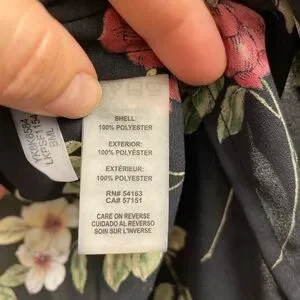 SHELL:
100% POLYESTER
EXTERIOR:
100% POLYESTER
EXTÉRIEUR:
100% POLYESTER
RN# 54163
CA# 57151
CARE ON REVERSE
CUIDADO AL REVERSO
SOIN SUR L'INVERSE
BML